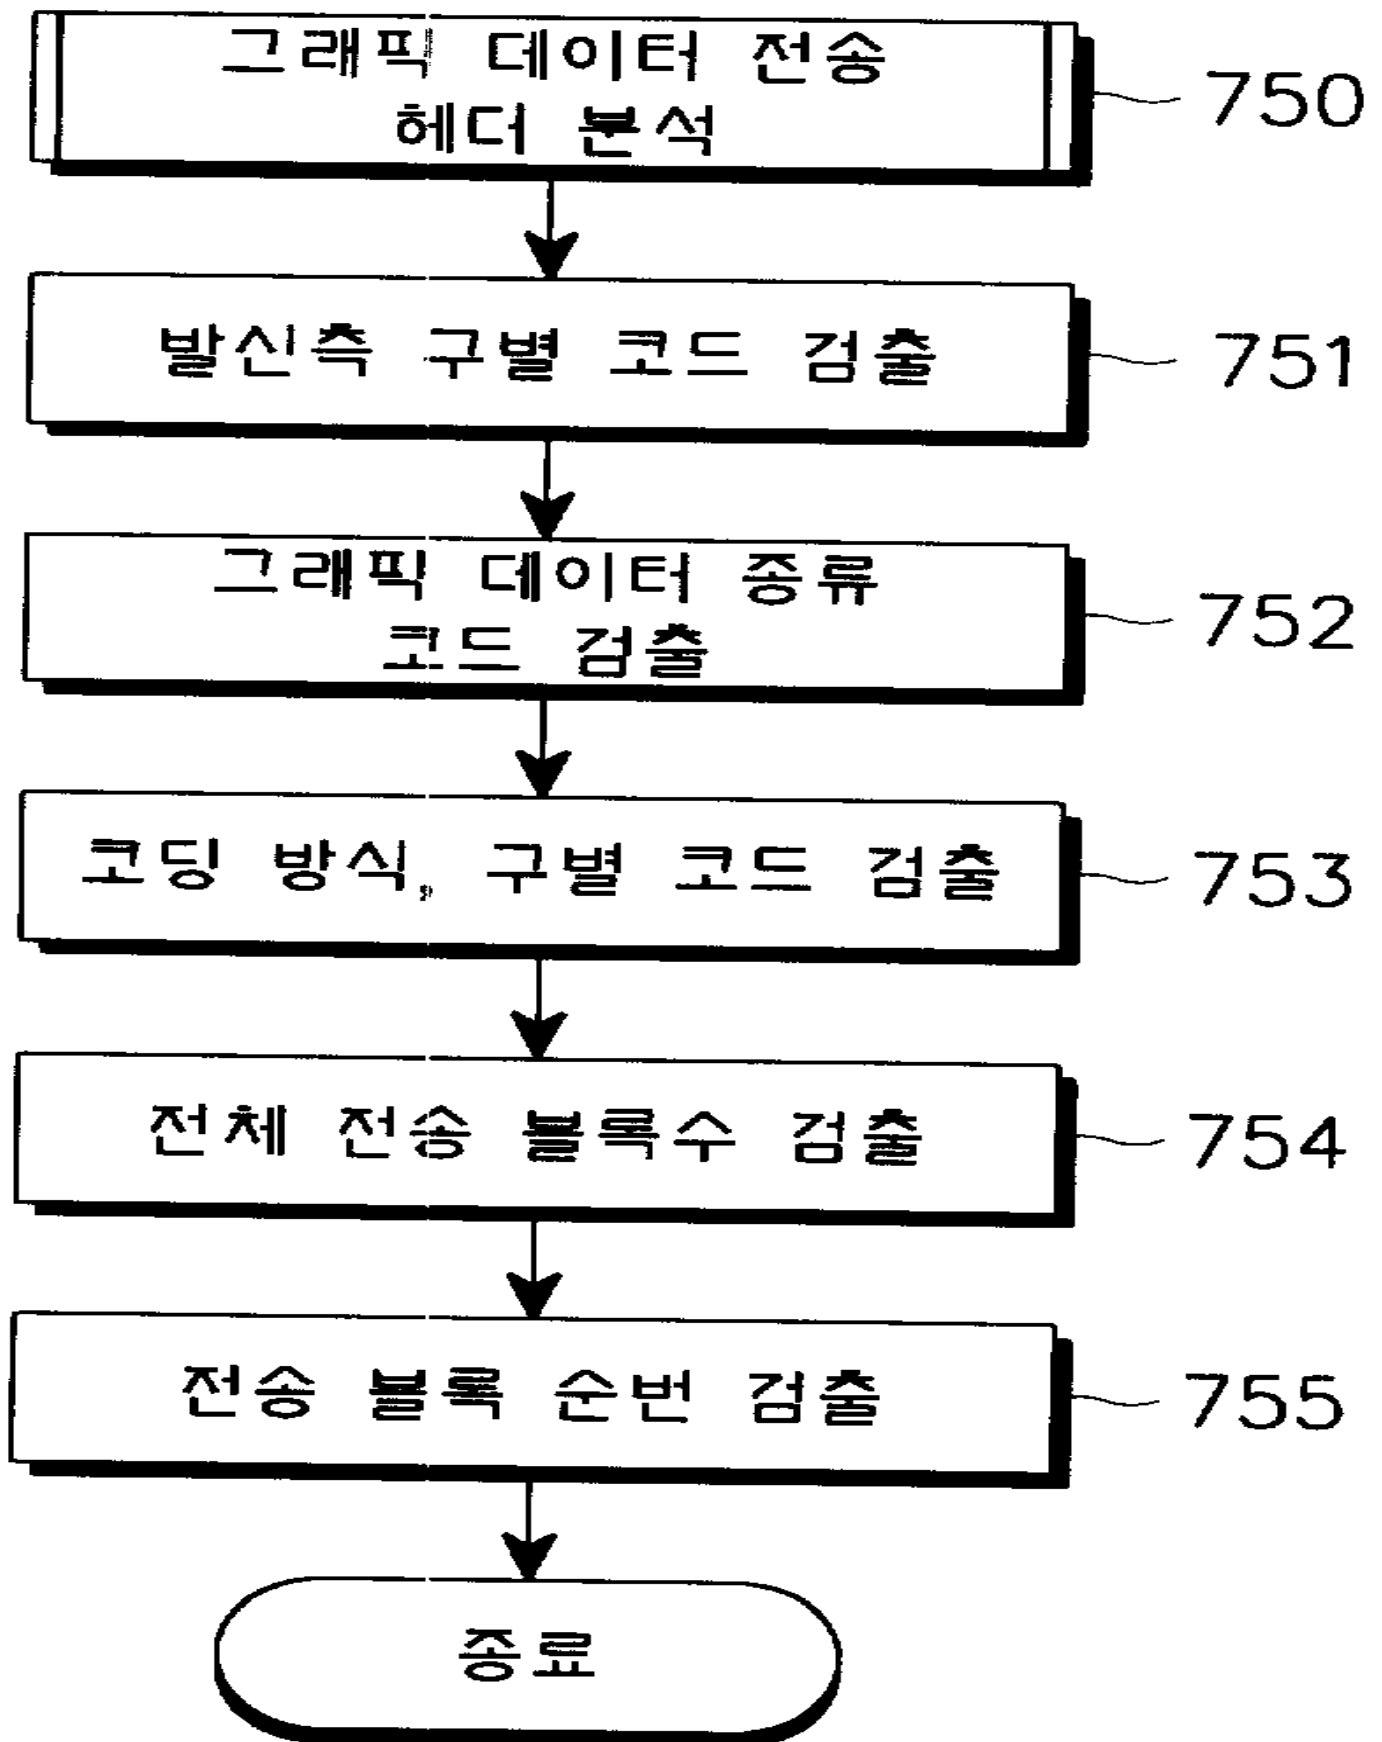 그래픽 데이터 전송
헤더 분석
750
발신측 구별 코드 검출
751
그래픽 데이터 종류
코드 검출
752
코딩 방식, 구별 코드 검출
753
전체 전송 블록수 검출
754
전송 블록 순번 검출
755
종료